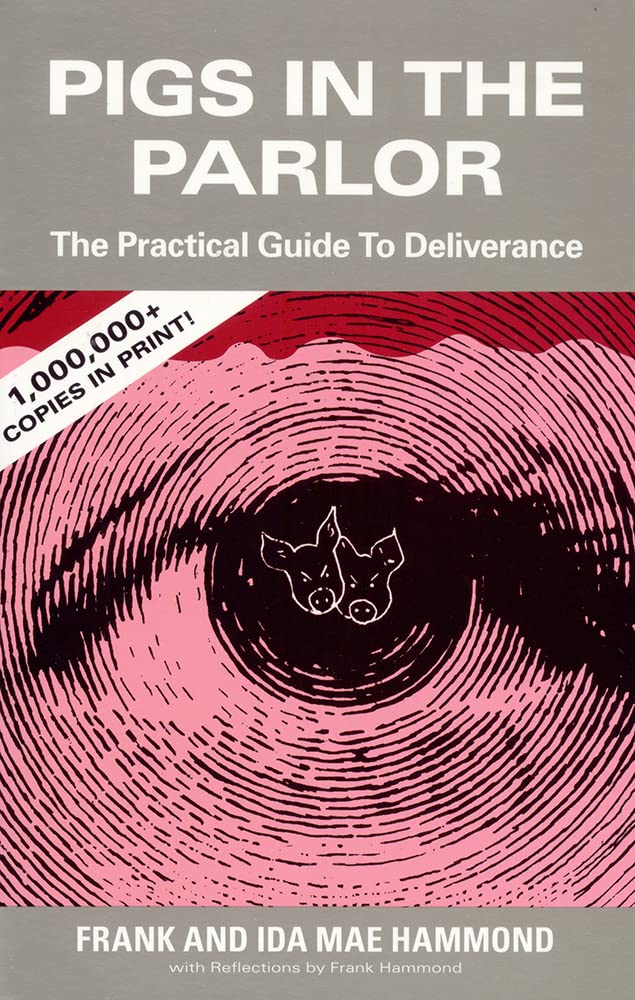 PIGS IN THE
PARLOR
The Practical Guide To Deliverance
1,000,000+
COPIES IN PRINT!
FRANK AND IDA MAE HAMMOND
with Reflections by Frank Hammond